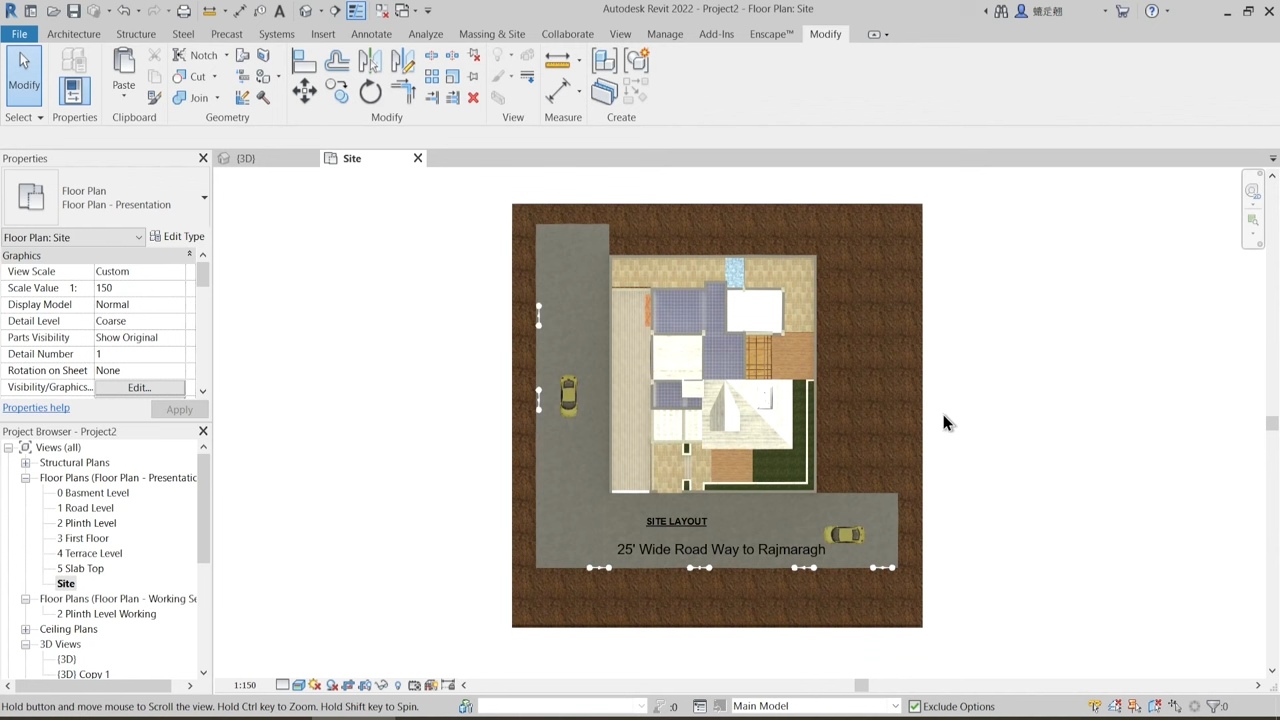 Autodesk Revit 2022 - Project2 - Floor Plan: Site
File Architecture Structure Steel Precast Systems Insert Annotate Analyze Massing & Site Collaborate View Manage Add-Ins Enscape™ Modify
Modify
Paste
Notch
Cut
Join
Select Properties Clipboard Geometry Modify View Measure Create
Properties
{3D}
Site
Floor Plan
Floor Plan - Presentation
Floor Plan: Site
Edit Type
Graphics
View Scale Custom
Scale Value 1: 150
Display Model Normal
Detail Level Coarse
Parts Visibility Show Original
Detail Number 1
Rotation on Sheet None
Visibility/Graphics... Edit...
Properties help
Apply
Project Browser - Project2
Views (all)
Structural Plans
Floor Plans (Floor Plan - Presentatic
0 Basment Level
1 Road Level
2 Plinth Level
3 First Floor
4 Terrace Level
5 Slab Top
Site
Floor Plans (Floor Plan - Working Se
2 Plinth Level Working
Ceiling Plans
3D Views
{3D}
{3D} Copy 1
SITE LAYOUT
25' Wide Road Way to Rajmaragh
1:150
Hold button and move mouse to Scroll the view. Hold Ctrl key to Zoom. Hold Shift key to Spin.
:0
Main Model
Exclude Options
:0